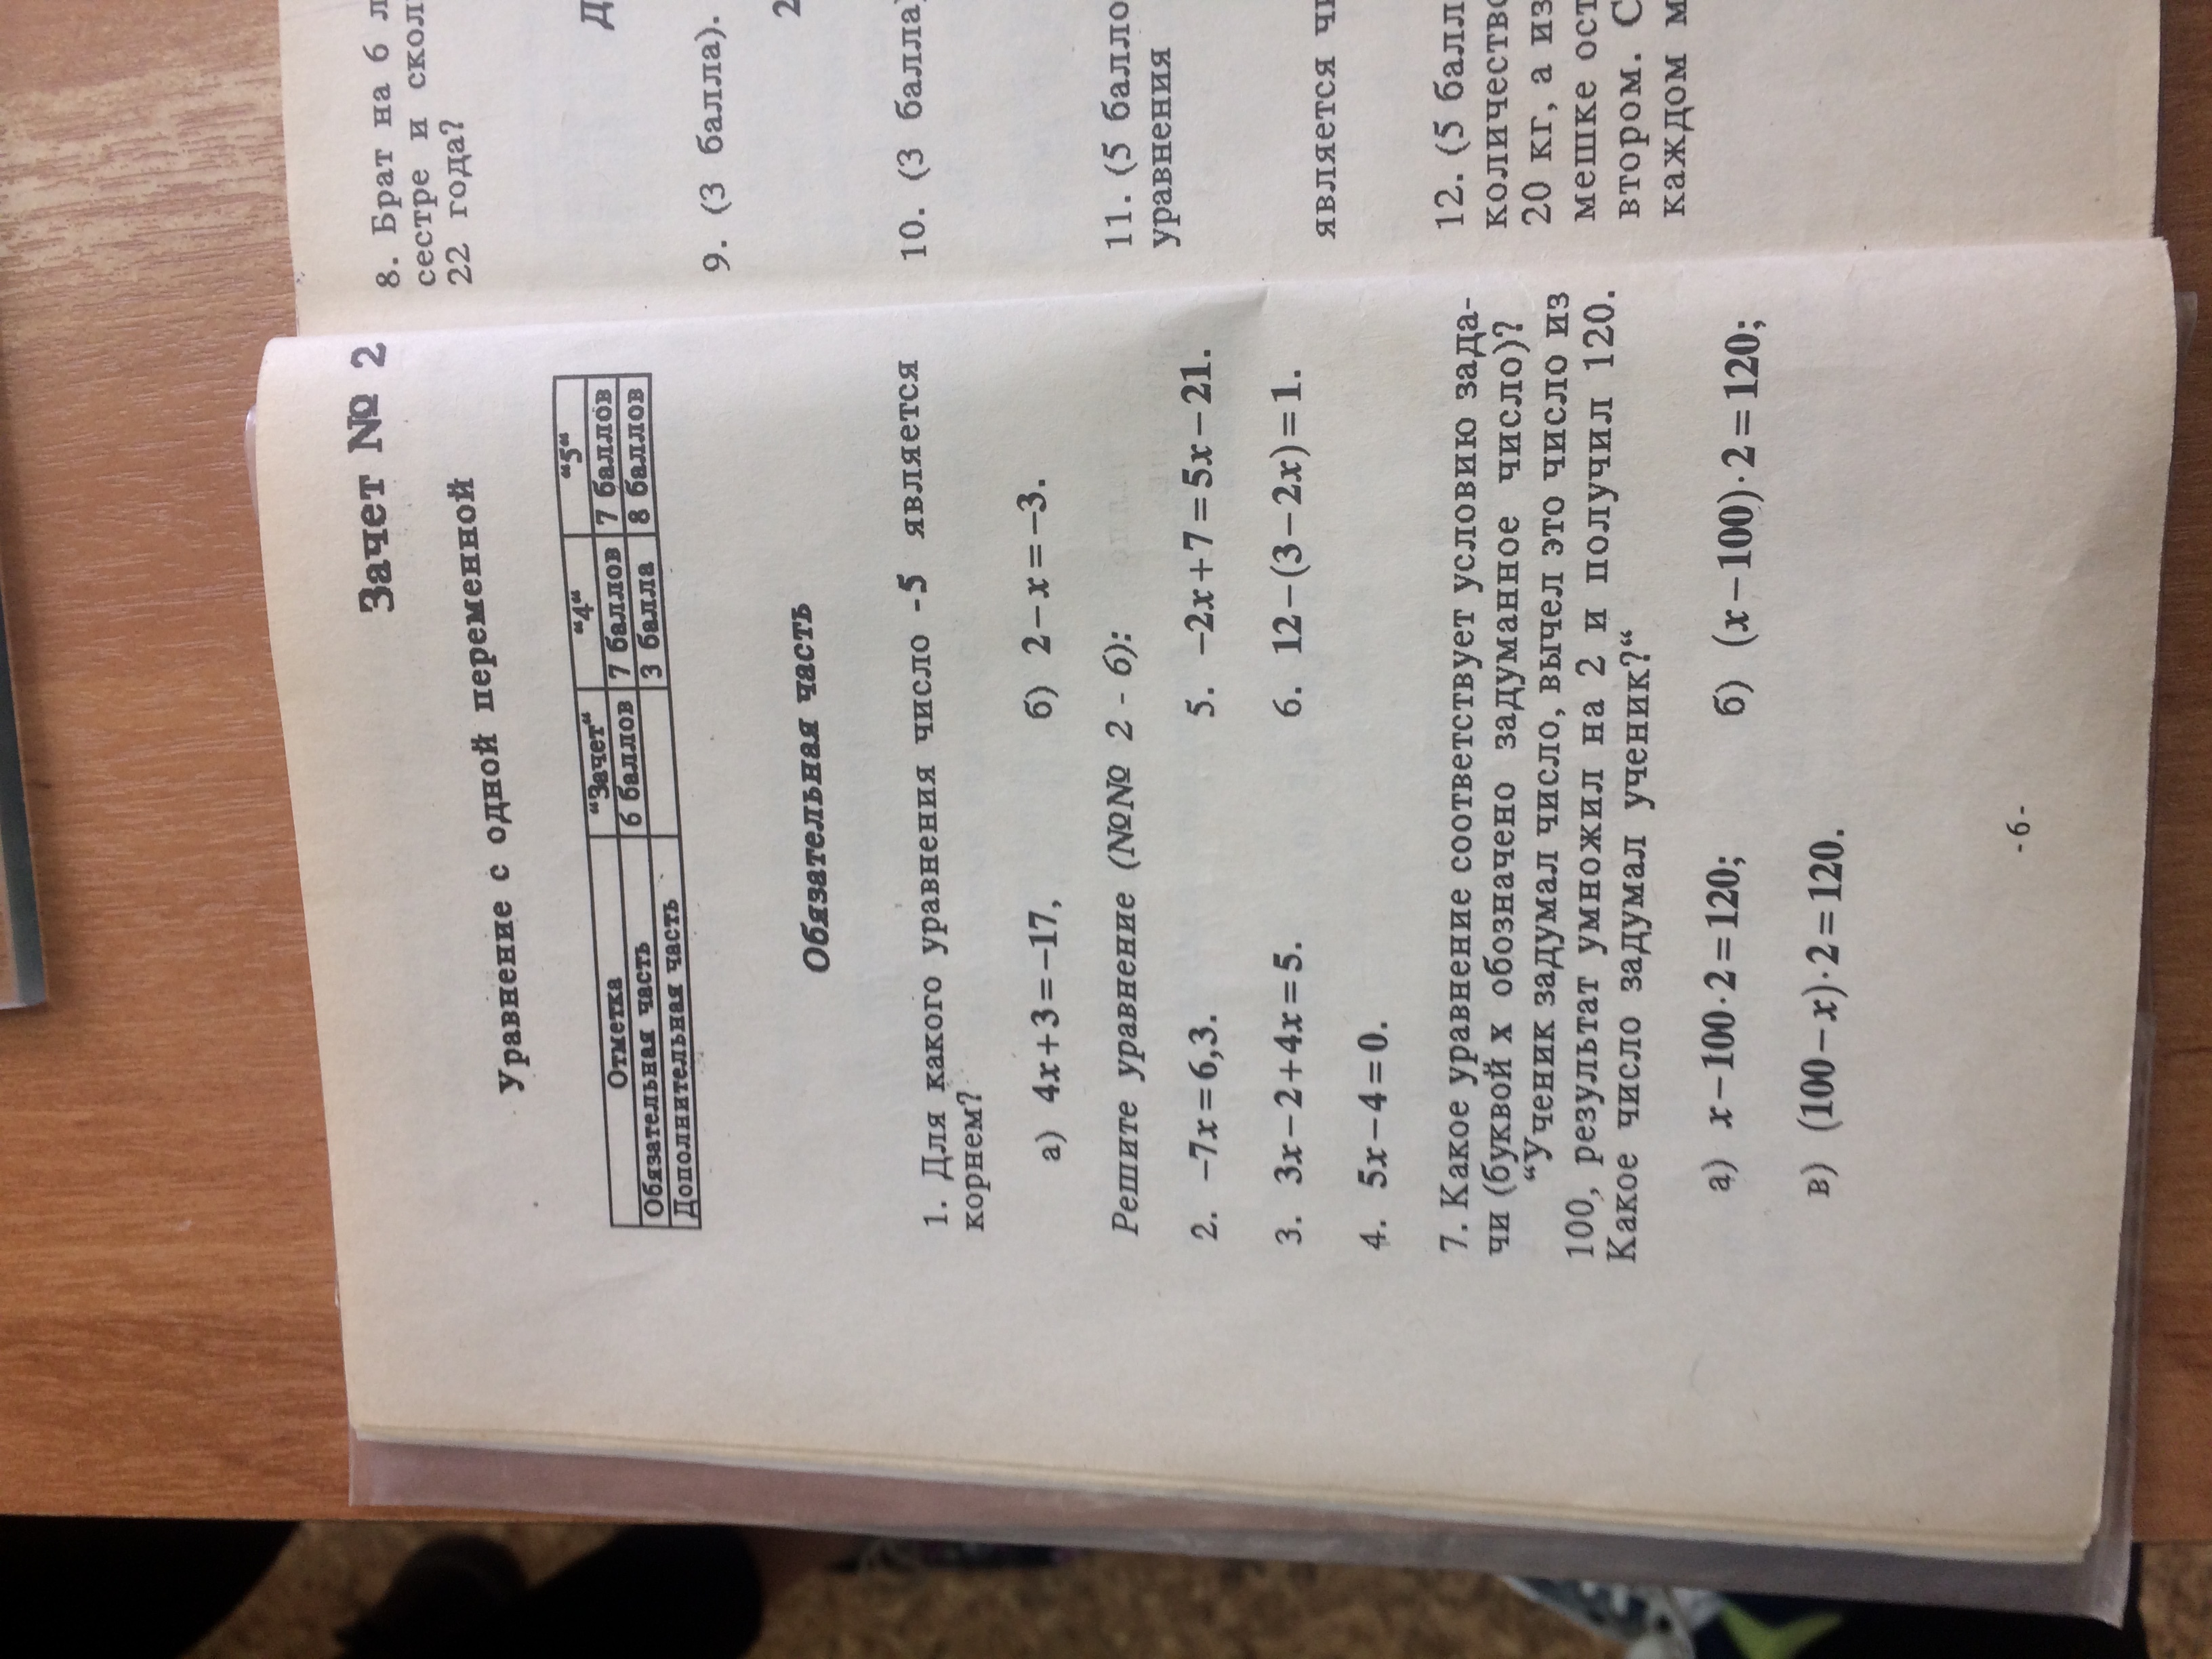 Зачет № 2
Уравнение с одной переменной
Отметка “Зачет“ “4“ “5“
Обязательная часть 6 баллов 7 баллов 7 баллов
Дополнительная часть 3 балла 8 баллов
Обязательная часть
1. Для какого уравнения число -5 является
корнем?
а) 4x+3=−17, б) 2−x=−3.
Решите уравнение (№№ 2 - 6):
2. −7x=6,3. 5. −2x+7=5x−21.
3. 3x−2+4x=5. 6. 12−(3−2x)=1.
4. 5x−4=0.
7. Какое уравнение соответствует условию зада-
чи (буквой x обозначено задуманное число)?
“Ученик задумал число, вычел это число из
100, результат умножил на 2 и получил 120.
Какое число задумал ученик?“
а) x−100·2=120; б) (x−100)·2=120;
в) (100−x)·2=120.
-6-
8. Брат на 6
сестре и
22 года?
9. (3 балла).
2
10. (3 балла)
11. (5
уравнения
является
12. (5
20 кг, а из
мешке
втором.
каждом